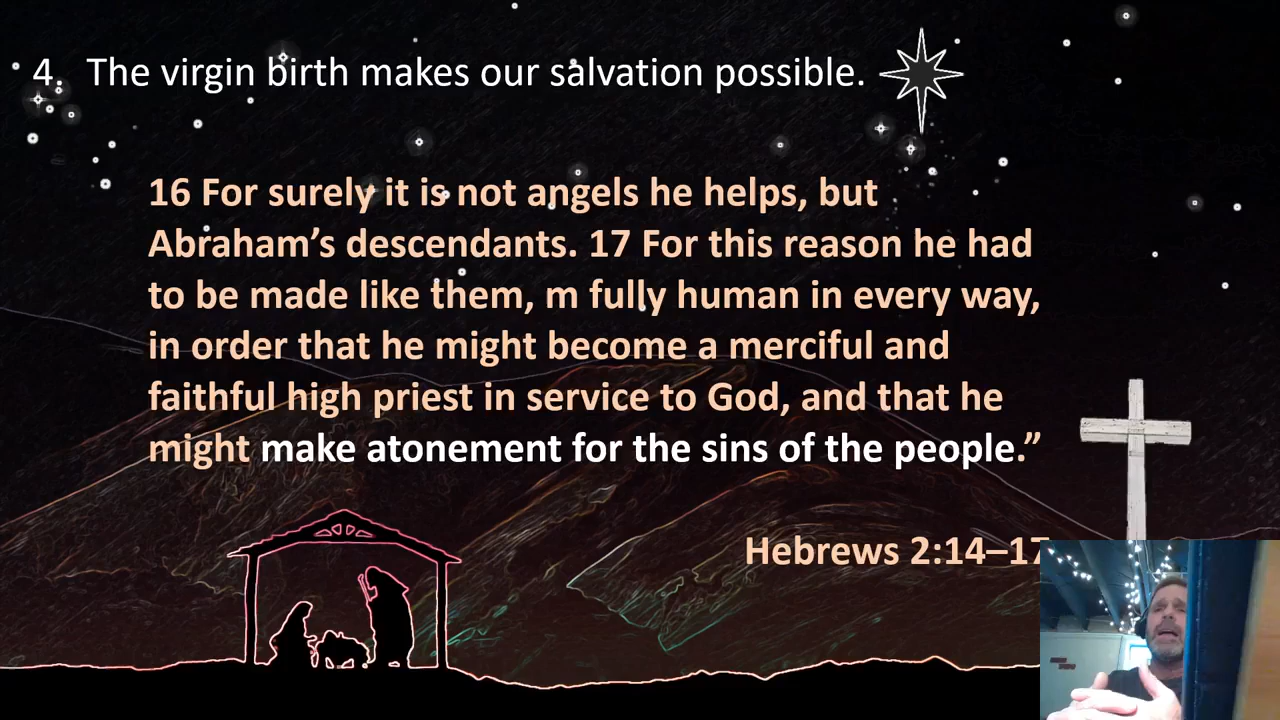 4. The virgin birth makes our salvation possible.
16 For surely it is not angels he helps, but
Abraham’s descendants. 17 For this reason he had
to be made like them, m fully human in every way,
in order that he might become a merciful and
faithful high priest in service to God, and that he
might make atonement for the sins of the people.”
Hebrews 2:14–17